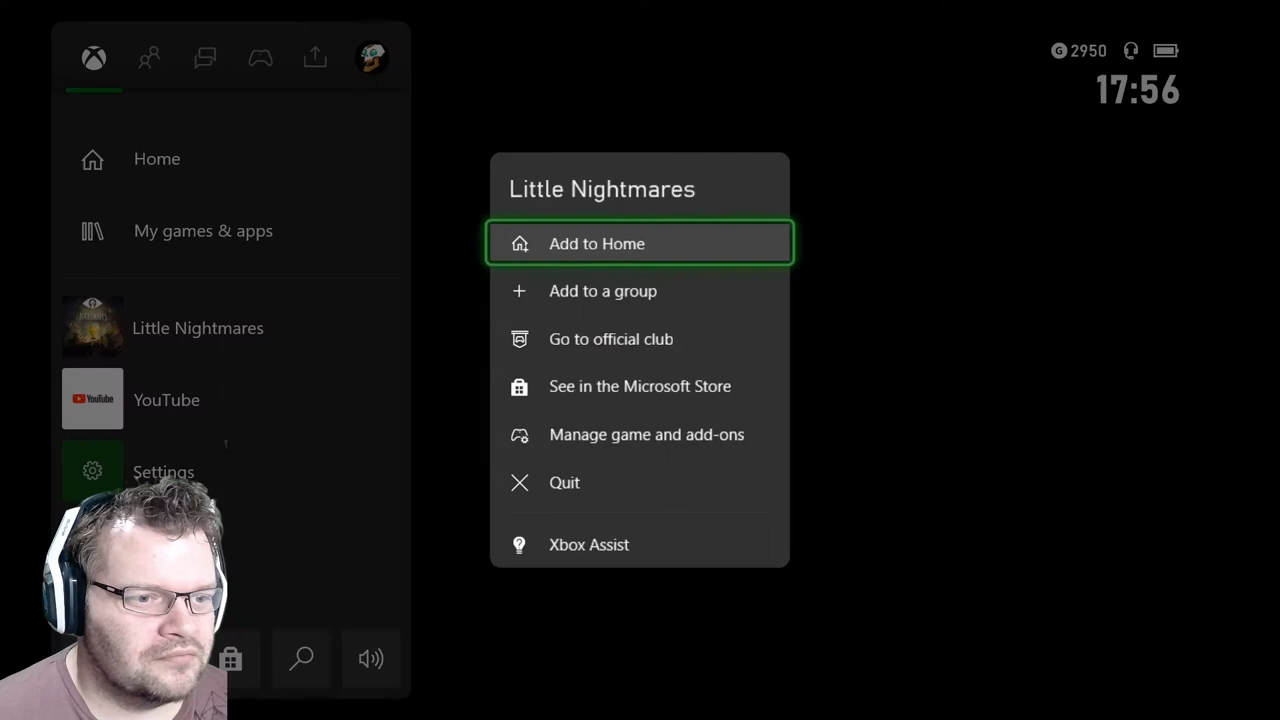 G 2950
17:56
Home
My games & apps
Little Nightmares
YouTube
YouTube
Settings
Little Nightmares
Add to Home
Add to a group
Go to official club
See in the Microsoft Store
Manage game and add-ons
Quit
Xbox Assist